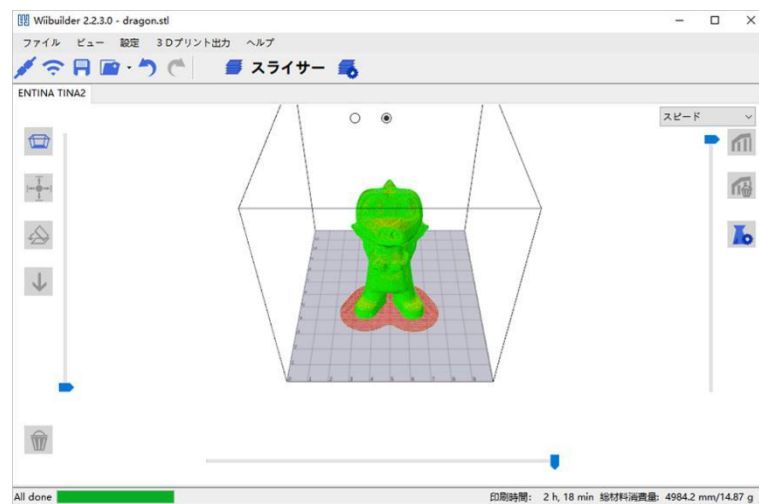 Wiibuilder 2.2.3.0 - dragon.stl
ファイル ビュー 設定 3Dプリント出力 ヘルプ
スライサー
ENTINA TINA2
スピード
All done
印刷時間: 2 h, 18 min 総材料消費量: 4984.2 mm/14.87 g